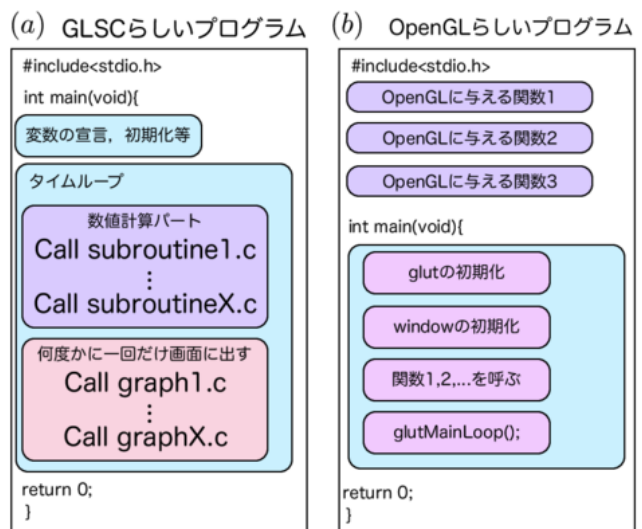 (a) GLSCらしいプログラム
#include<stdio.h>
int main(void){
変数の宣言，初期化等
タイムループ
数値計算パート
Call subroutine1.c
⋮
Call subroutineX.c
何度かに一回だけ画面に出す
Call graph1.c
⋮
Call graphX.c
return 0;
}
(b) OpenGLらしいプログラム
#include<stdio.h>
OpenGLに与える関数1
OpenGLに与える関数2
OpenGLに与える関数3
int main(void){
glutの初期化
windowの初期化
関数1,2,...を呼ぶ
glutMainLoop();
return 0;
}